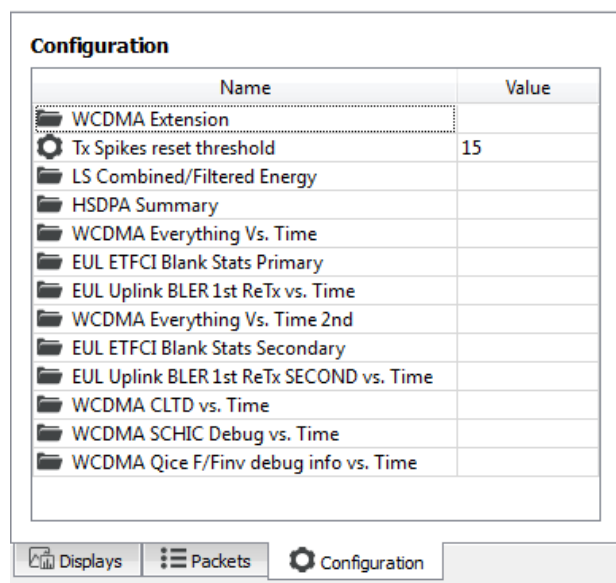 Configuration
Name Value
WCDMA Extension
Tx Spikes reset threshold 15
LS Combined/Filtered Energy
HSDPA Summary
WCDMA Everything Vs. Time
EUL ETFCI Blank Stats Primary
EUL Uplink BLER 1st ReTx vs. Time
WCDMA Everything Vs. Time 2nd
EUL ETFCI Blank Stats Secondary
EUL Uplink BLER 1st ReTx SECOND vs. Time
WCDMA CLTD vs. Time
WCDMA SCHIC Debug vs. Time
WCDMA Qice F/Finv debug info vs. Time
Displays Packets Configuration